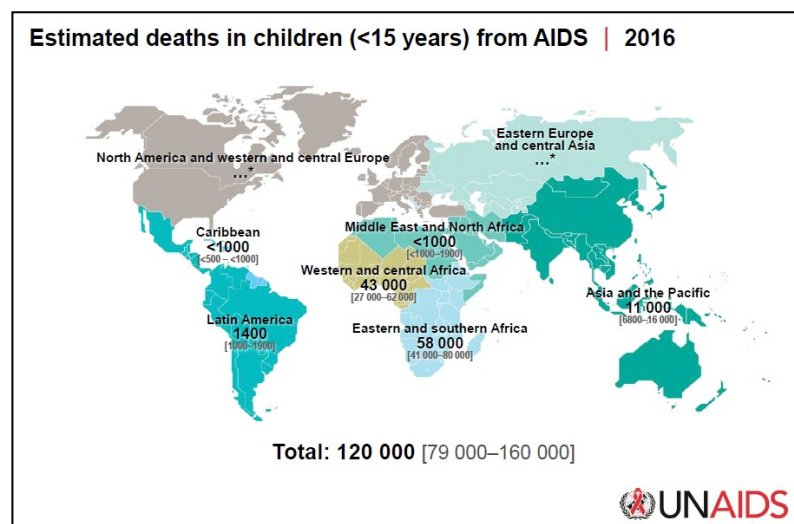 Estimated deaths in children (<15 years) from AIDS | 2016
North America and western and central Europe
...*
Eastern Europe
and central Asia
...*
Caribbean
<1000
[<500 – <1000]
Middle East and North Africa
<1000
[<1000–1900]
Western and central Africa
43 000
[27 000–62 000]
Asia and the Pacific
11 000
[6800–16 000]
Latin America
1400
[1000–1900]
Eastern and southern Africa
58 000
[41 000–80 000]
Total: 120 000 [79 000–160 000]
UNAIDS